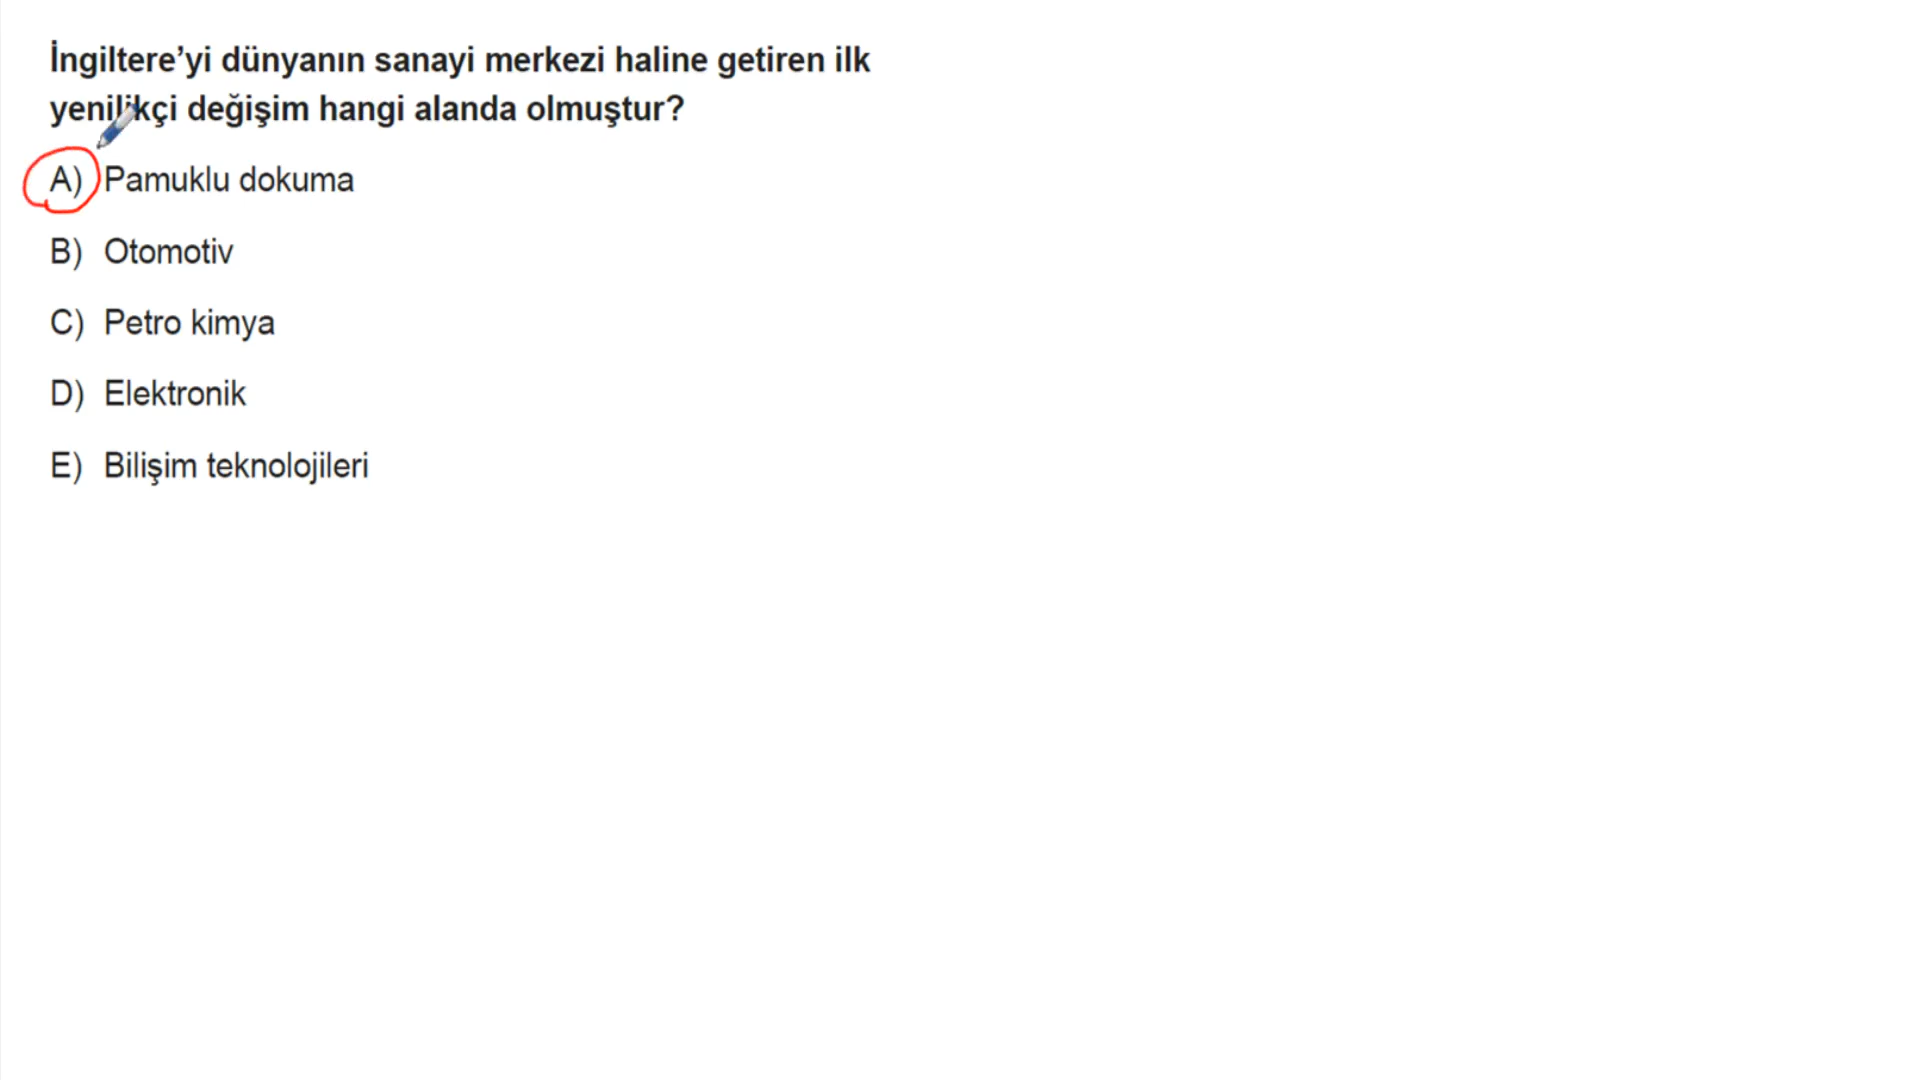 İngiltere’yi dünyanın sanayi merkezi haline getiren ilk
yenilikçi değişim hangi alanda olmuştur?
A) Pamuklu dokuma
B) Otomotiv
C) Petro kimya
D) Elektronik
E) Bilişim teknolojileri